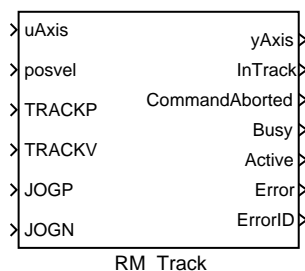 uAxis
posvel
TRACKP
TRACKV
JOGP
JOGN
yAxis
InTrack
CommandAborted
Busy
Active
Error
ErrorID
RM_Track